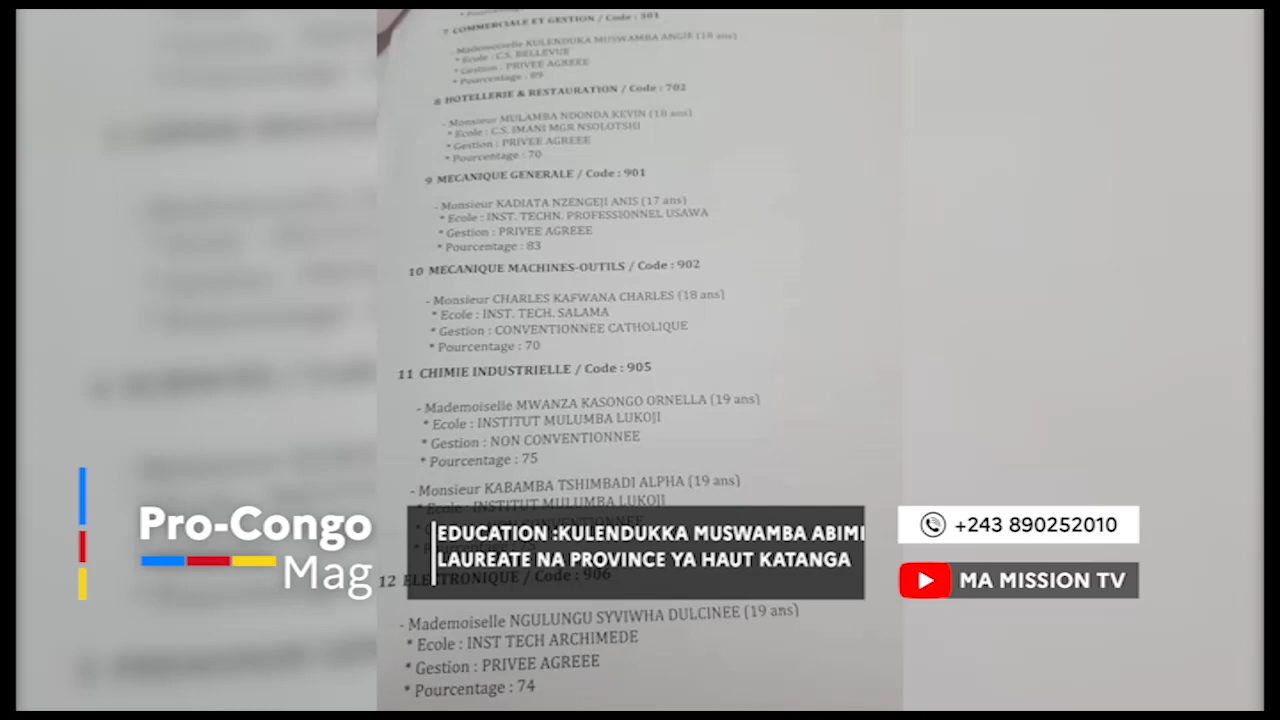 7 COMMERCIALE ET GESTION / Code : 501
- Mademoiselle KULENDUKA MUSWAMBA ANGIE (18 ans)
* Ecole : C.S. BELLEVUE
* Gestion : PRIVEE AGREEE
* Pourcentage : 89
8 HOTELLERIE & RESTAURATION / Code : 702
- Monsieur MULAMBA NDONDA KEVIN (18 ans)
* Ecole : C.S. IMANI MGR NSOLOTSHI
* Gestion : PRIVEE AGREEE
* Pourcentage : 70
9 MECANIQUE GENERALE / Code : 901
- Monsieur KADIATA NZENGEJI ANIS (17 ans)
* Ecole : INST. TECHN. PROFESSIONNEL USAWA
* Gestion : PRIVEE AGREEE
* Pourcentage : 83
10 MECANIQUE MACHINES-OUTILS / Code : 902
- Monsieur CHARLES KAFWANA CHARLES (18 ans)
* Ecole : INST. TECH. SALAMA
* Gestion : CONVENTIONNEE CATHOLIQUE
* Pourcentage : 70
11 CHIMIE INDUSTRIELLE / Code : 905
- Mademoiselle MWANZA KASONGO ORNELLA (19 ans)
* Ecole : INSTITUT MULUMBA LUKOJI
* Gestion : NON CONVENTIONNEE
* Pourcentage : 75
- Monsieur KABAMBA TSHIMBADI ALPHA (19 ans)
* Ecole : INSTITUT MULUMBA LUKOJI
12 ELECTRONIQUE / Code : 906
- Mademoiselle NGULUNGU SYVIWHA DULCINEE (19 ans)
* Ecole : INST TECH ARCHIMEDE
* Gestion : PRIVEE AGREEE
* Pourcentage : 74
Pro-Congo
Mag
EDUCATION :KULENDUKKA MUSWAMBA ABIMI
LAUREATE NA PROVINCE YA HAUT KATANGA
+243 890252010
MA MISSION TV